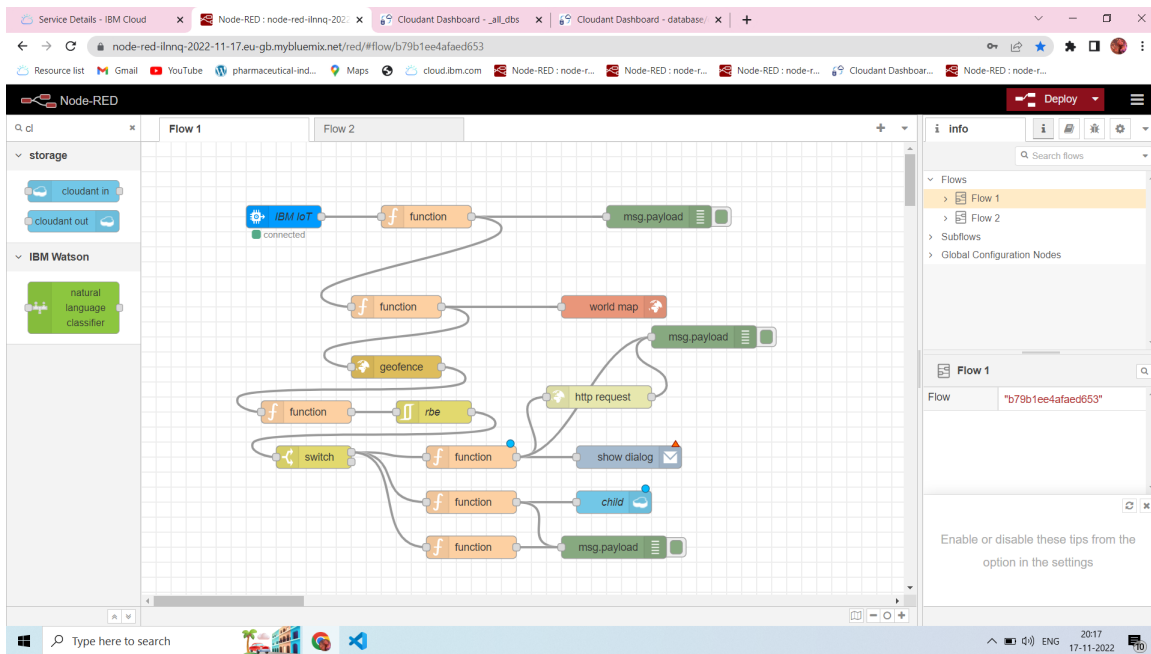 Service Details - IBM Cloud
Node-RED : node-red-ilnnq-202
Cloudant Dashboard - _all_dbs
Cloudant Dashboard - database/
node-red-ilnnq-2022-11-17.eu-gb.mybluemix.net/red/#flow/b79b1ee4afaed653
Resource list
Gmail
YouTube
pharmaceutical-ind...
Maps
cloud.ibm.com
Node-RED : node-r...
Node-RED : node-r...
Node-RED : node-r...
Cloudant Dashboar...
Node-RED : node-r...
Node-RED
Deploy
cl
Flow 1
Flow 2
info
i
Search flows
storage
cloudant in
cloudant out
IBM Watson
natural
language
classifier
IBM IoT
connected
function
msg.payload
function
world map
msg.payload
geofence
http request
function
rbe
switch
function
show dialog
function
child
function
msg.payload
Flows
Flow 1
Flow 2
Subflows
Global Configuration Nodes
Flow 1
Flow
"b79b1ee4afaed653"
Enable or disable these tips from the
option in the settings
Type here to search
ENG
20:17
17-11-2022
10